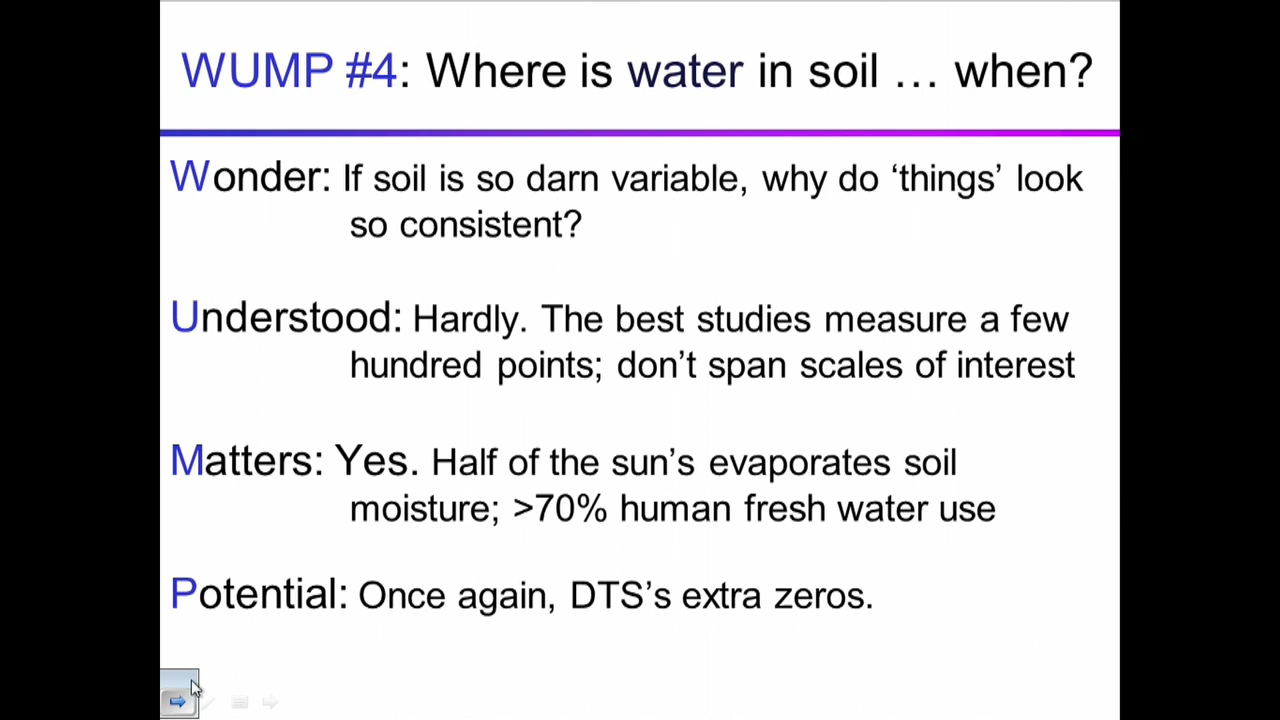 WUMP #4: Where is water in soil … when?
Wonder: If soil is so darn variable, why do ‘things’ look
so consistent?
Understood: Hardly. The best studies measure a few
hundred points; don’t span scales of interest
Matters: Yes. Half of the sun’s evaporates soil
moisture; >70% human fresh water use
Potential: Once again, DTS’s extra zeros.